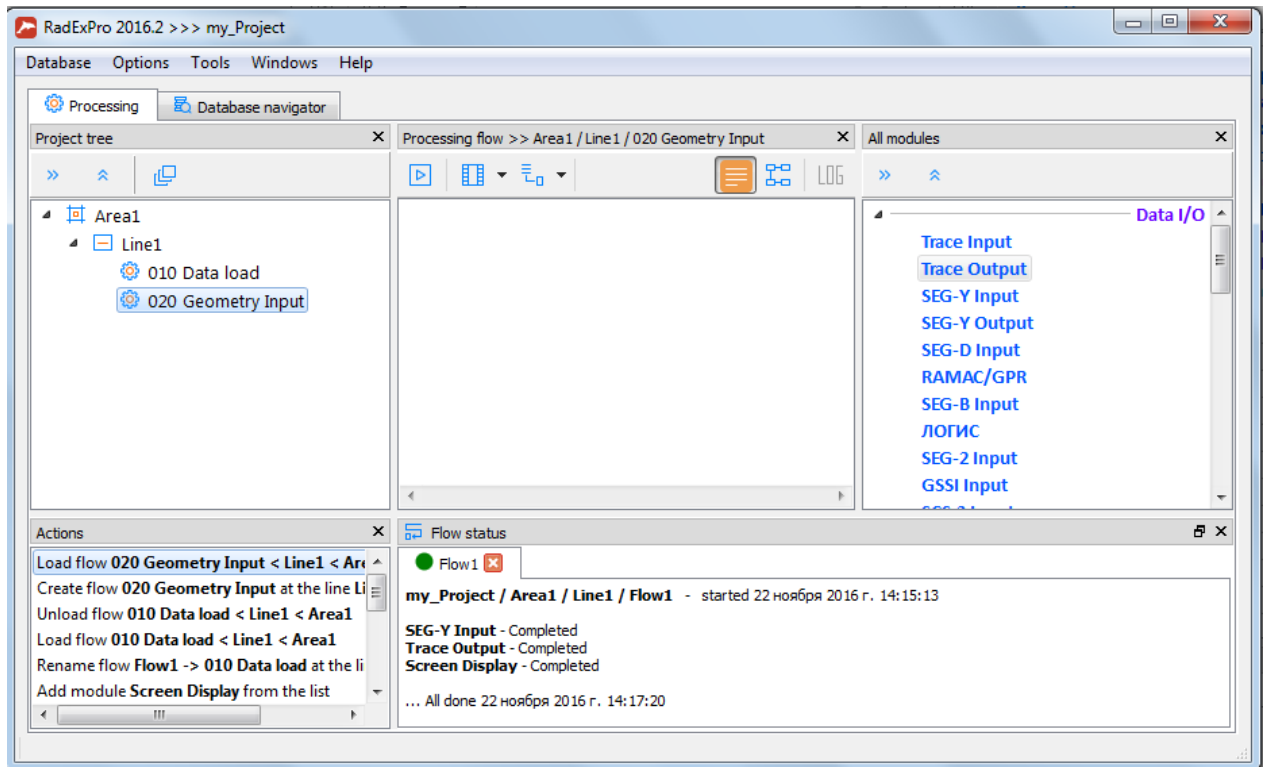 RadExPro 2016.2 >>> my_Project
Database Options Tools Windows Help
Processing Database navigator
Project tree
Area1
Line1
010 Data load
020 Geometry Input
Processing flow >> Area1 / Line1 / 020 Geometry Input
LOG
All modules
Data I/O
Trace Input
Trace Output
SEG-Y Input
SEG-Y Output
SEG-D Input
RAMAC/GPR
SEG-B Input
ЛОГИС
SEG-2 Input
GSSI Input
Actions
Load flow 020 Geometry Input < Line1 < Are
Create flow 020 Geometry Input at the line Li
Unload flow 010 Data load < Line1 < Area1
Load flow 010 Data load < Line1 < Area1
Rename flow Flow1 -> 010 Data load at the li
Add module Screen Display from the list
Flow status
Flow1
my_Project / Area1 / Line1 / Flow1 - started 22 ноября 2016 г. 14:15:13
SEG-Y Input - Completed
Trace Output - Completed
Screen Display - Completed
... All done 22 ноября 2016 г. 14:17:20